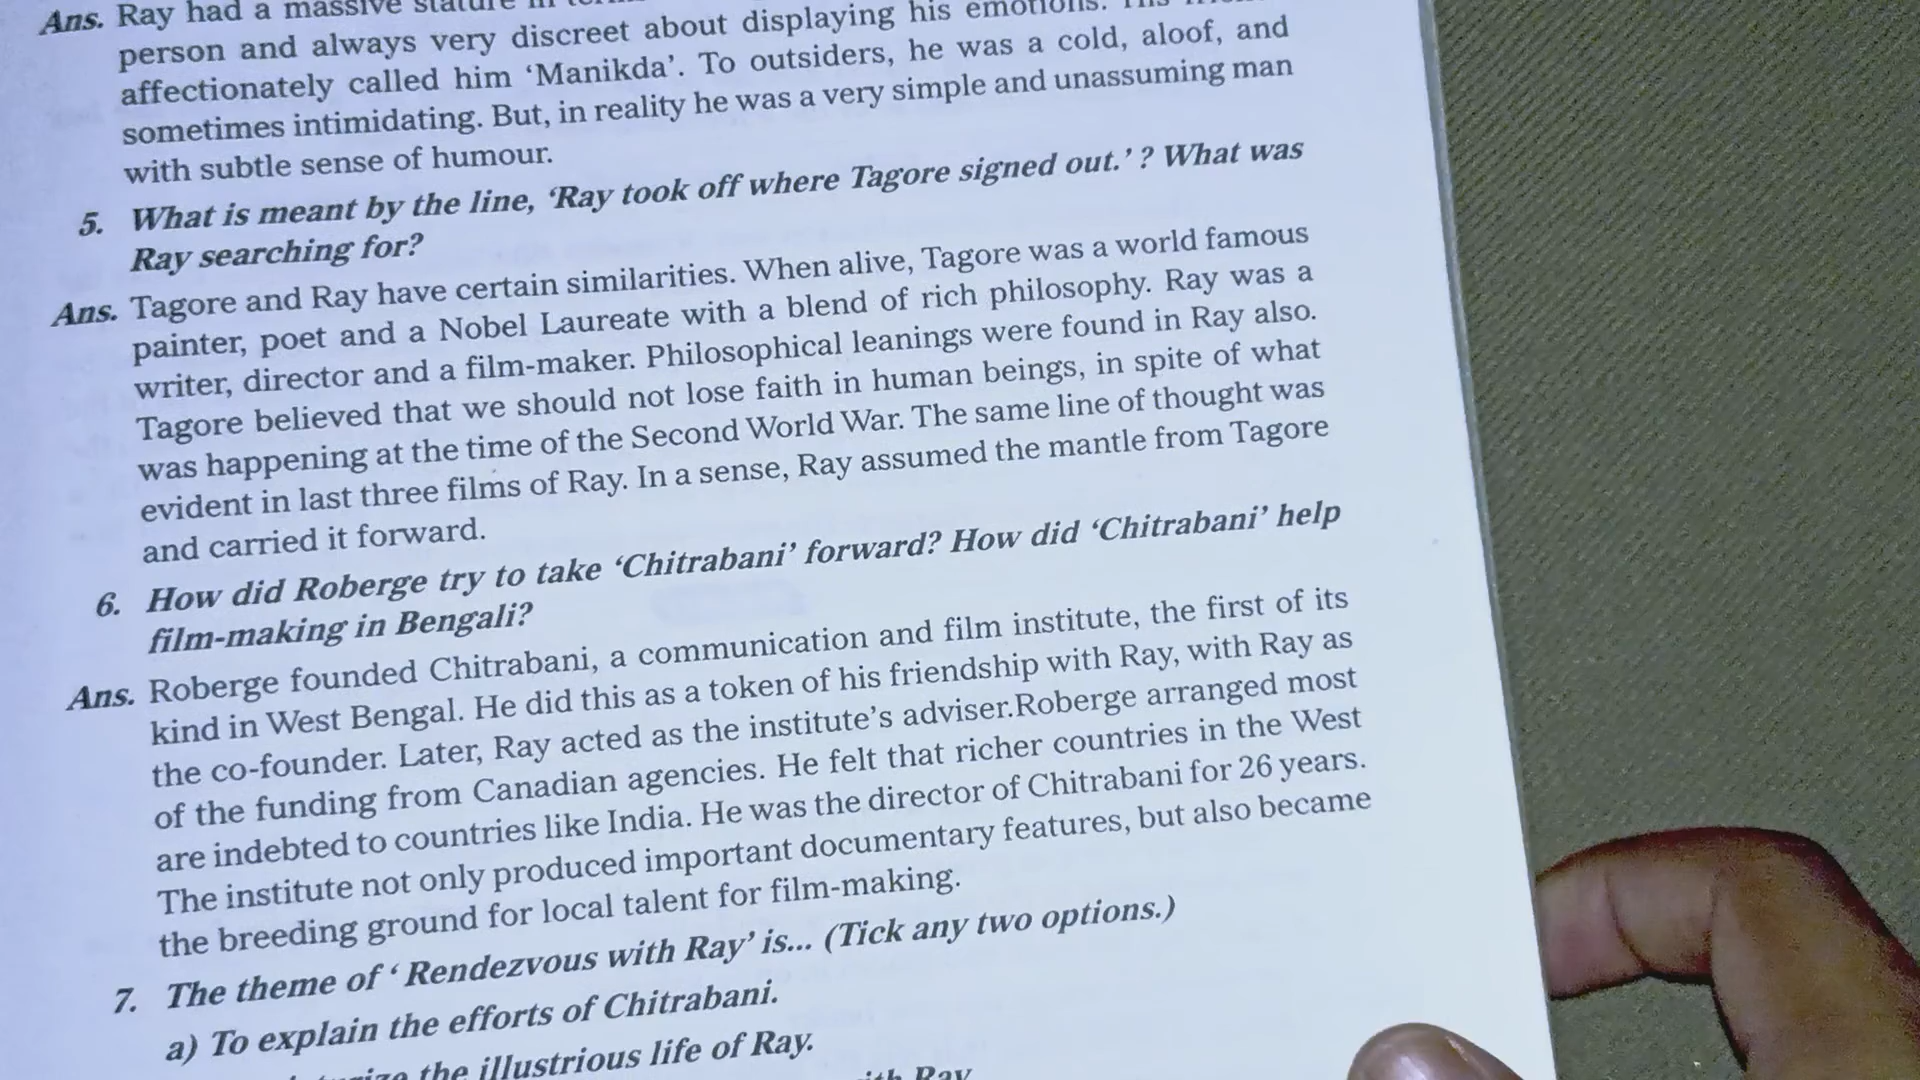 Ans. Ray had a massive stature in
person and always very discreet about displaying his emotions. His
affectionately called him ‘Manikda’. To outsiders, he was a cold, aloof, and
sometimes intimidating. But, in reality he was a very simple and unassuming man
with subtle sense of humour.
5. What is meant by the line, ‘Ray took off where Tagore signed out.’ ? What was
Ray searching for?
Ans. Tagore and Ray have certain similarities. When alive, Tagore was a world famous
painter, poet and a Nobel Laureate with a blend of rich philosophy. Ray was a
writer, director and a film-maker. Philosophical leanings were found in Ray also.
Tagore believed that we should not lose faith in human beings, in spite of what
was happening at the time of the Second World War. The same line of thought was
evident in last three films of Ray. In a sense, Ray assumed the mantle from Tagore
and carried it forward.
6. How did Roberge try to take ‘Chitrabani’ forward? How did ‘Chitrabani’ help
film-making in Bengali?
Ans. Roberge founded Chitrabani, a communication and film institute, the first of its
kind in West Bengal. He did this as a token of his friendship with Ray, with Ray as
the co-founder. Later, Ray acted as the institute’s adviser.Roberge arranged most
of the funding from Canadian agencies. He felt that richer countries in the West
are indebted to countries like India. He was the director of Chitrabani for 26 years.
The institute not only produced important documentary features, but also became
the breeding ground for local talent for film-making.
7. The theme of ‘ Rendezvous with Ray’ is... (Tick any two options.)
a) To explain the efforts of Chitrabani.
the illustrious life of Ray.
with Ray